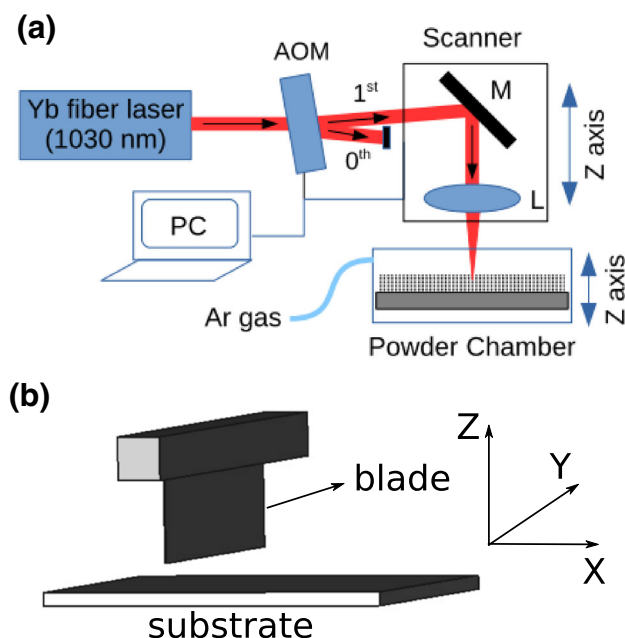 (a)
Yb fiber laser
(1030 nm)
AOM
1st
0th
Scanner
M
L
Z axis
PC
Ar gas
Z axis
Powder Chamber
(b)
blade
substrate
Z
Y
X